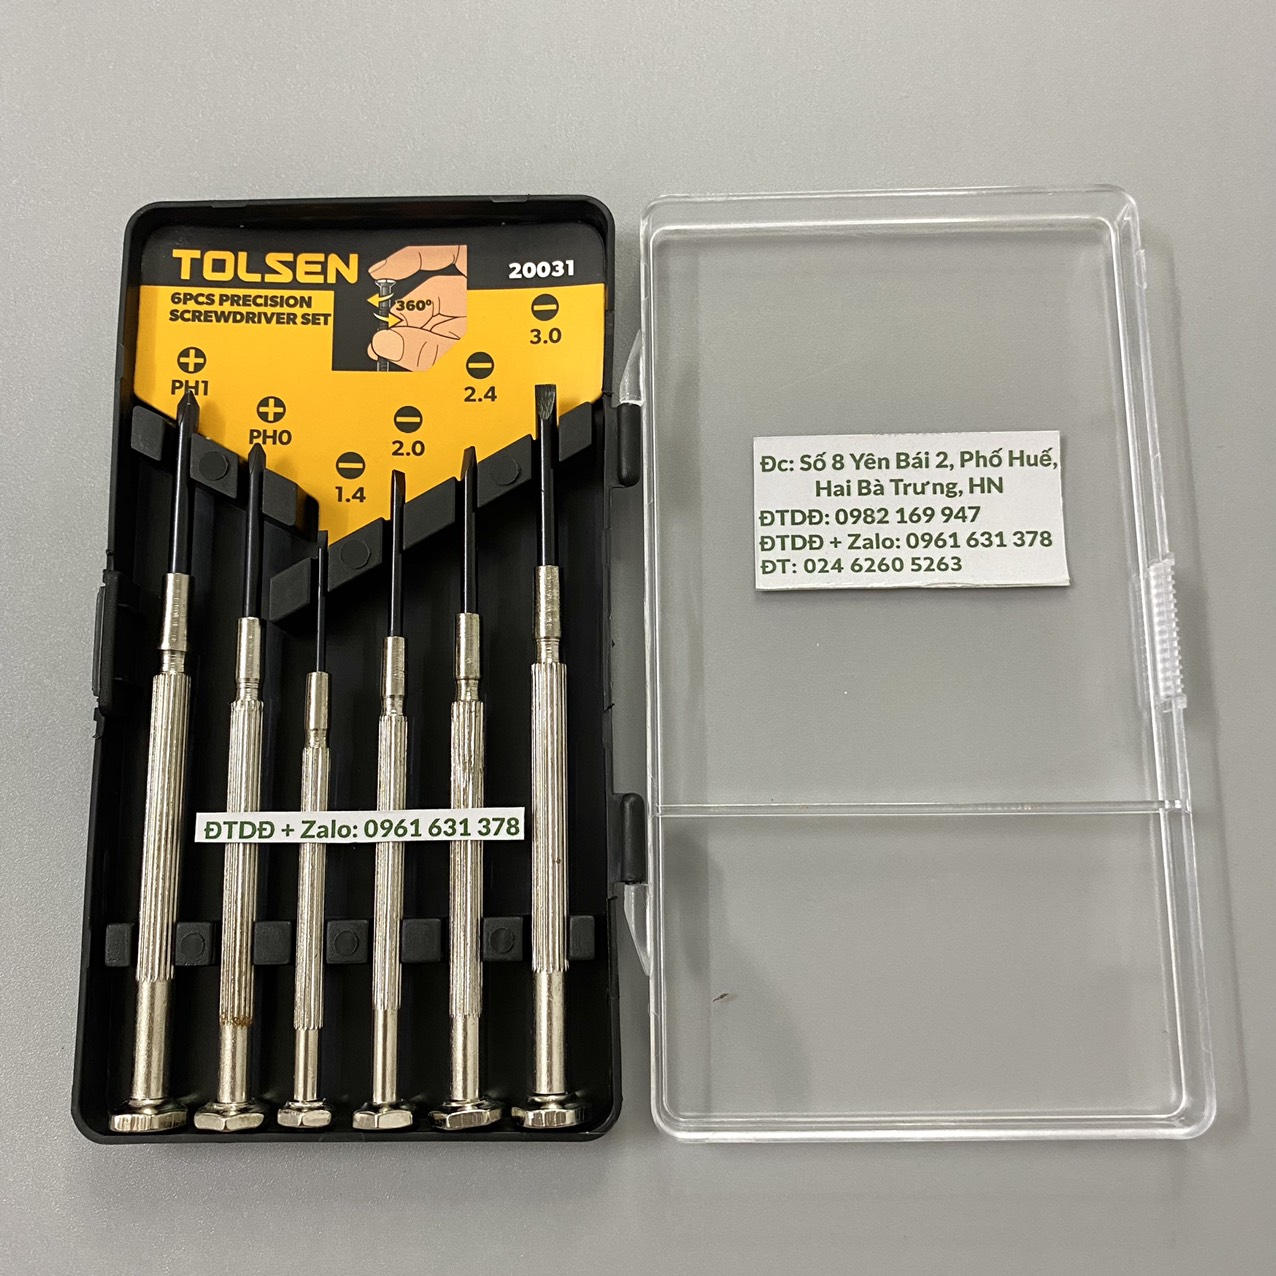 TOLSEN
20031
6PCS PRECISION
SCREWDRIVER SET
360º
3.0
PH1
2.4
PH0
2.0
1.4
Đc: Số 8 Yên Bái 2, Phố Huế,
Hai Bà Trưng, HN
ĐTDĐ: 0982 169 947
ĐTDĐ + Zalo: 0961 631 378
ĐT: 024 6260 5263
ĐTDĐ + Zalo: 0961 631 378